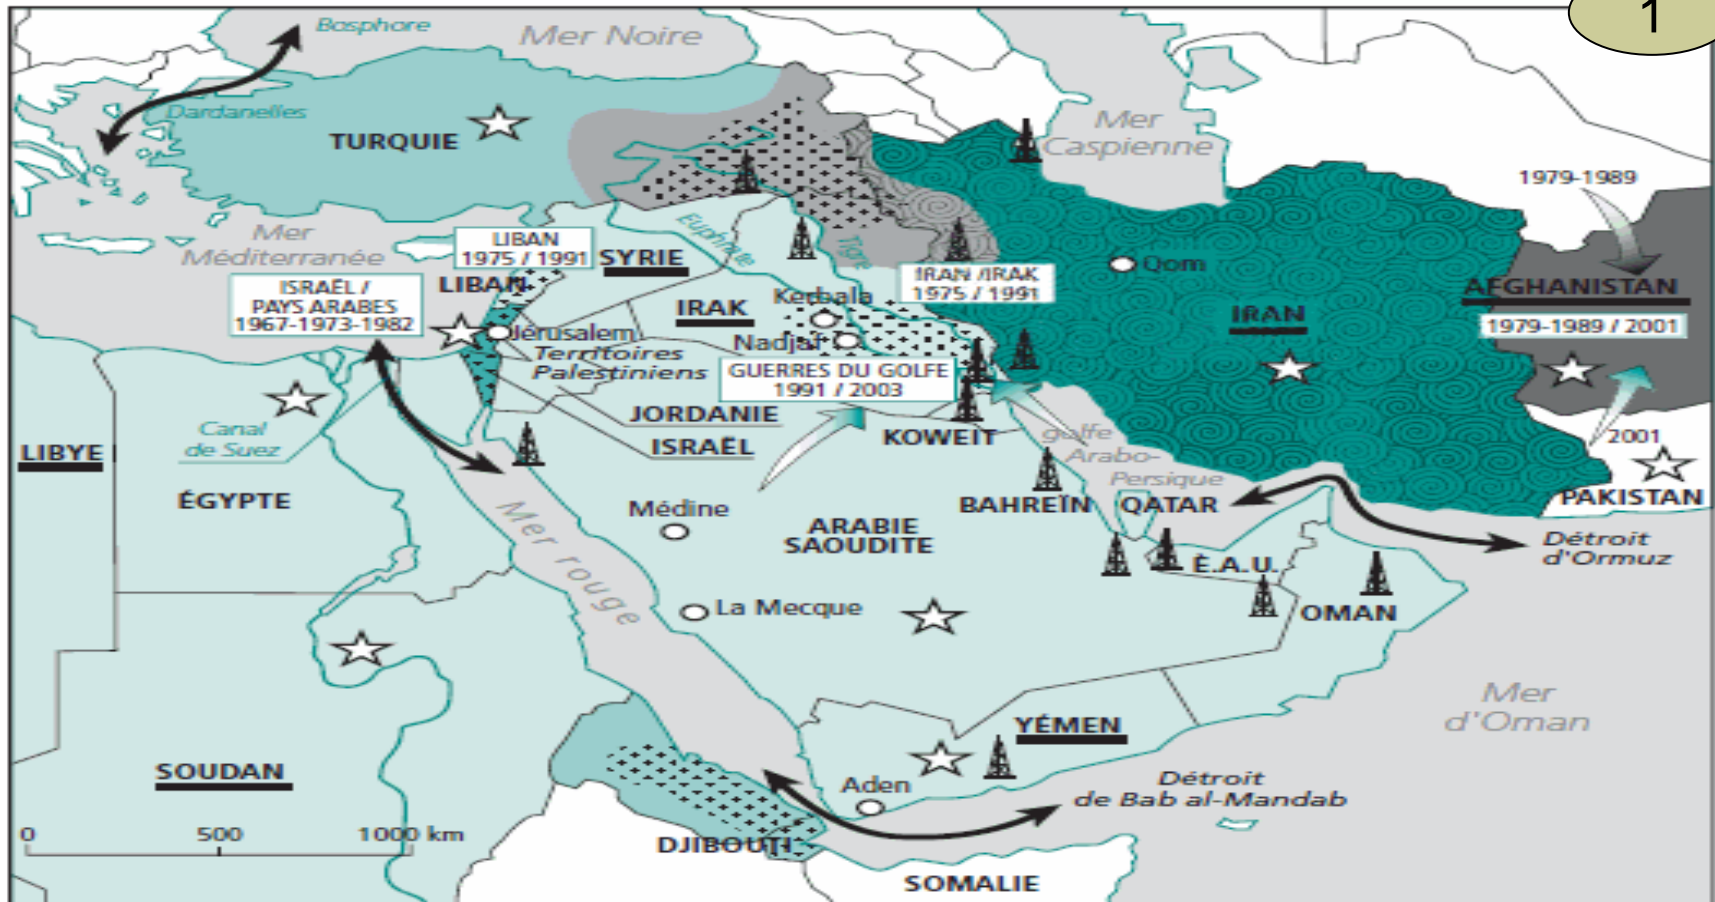 1
Bosphore
Mer Noire
Dardanelles
TURQUIE
Mer
Caspienne
1979-1989
Mer
Méditerranée
LIBAN
1975 / 1991
SYRIE
Euphrate
Tigre
IRAN /IRAK
1975 / 1991
Qom
AFGHANISTAN
1979-1989 / 2001
ISRAËL /
PAYS ARABES
1967-1973-1982
LIBAN
IRAK
Kerbala
IRAN
Jérusalem
Nadjaf
Territoires
Palestiniens
GUERRES DU GOLFE
1991 / 2003
JORDANIE
ISRAËL
KOWEÏT
golfe
Arabo-
Persique
2001
PAKISTAN
Canal
de Suez
LIBYE
ÉGYPTE
Mer rouge
Médine
ARABIE
SAOUDITE
BAHREÏN
QATAR
Détroit
d'Ormuz
É.A.U.
OMAN
La Mecque
Mer
d'Oman
YÉMEN
SOUDAN
Aden
Détroit
de Bab al-Mandab
0 500 1000 km
DJIBOUTI
SOMALIE